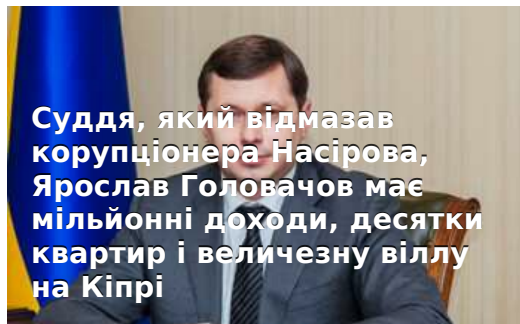 Суддя, який відмазав
корупціонера Насірова,
Ярослав Головачов має
мільйонні доходи, десятки
квартир і величезну віллу
на Кіпрі